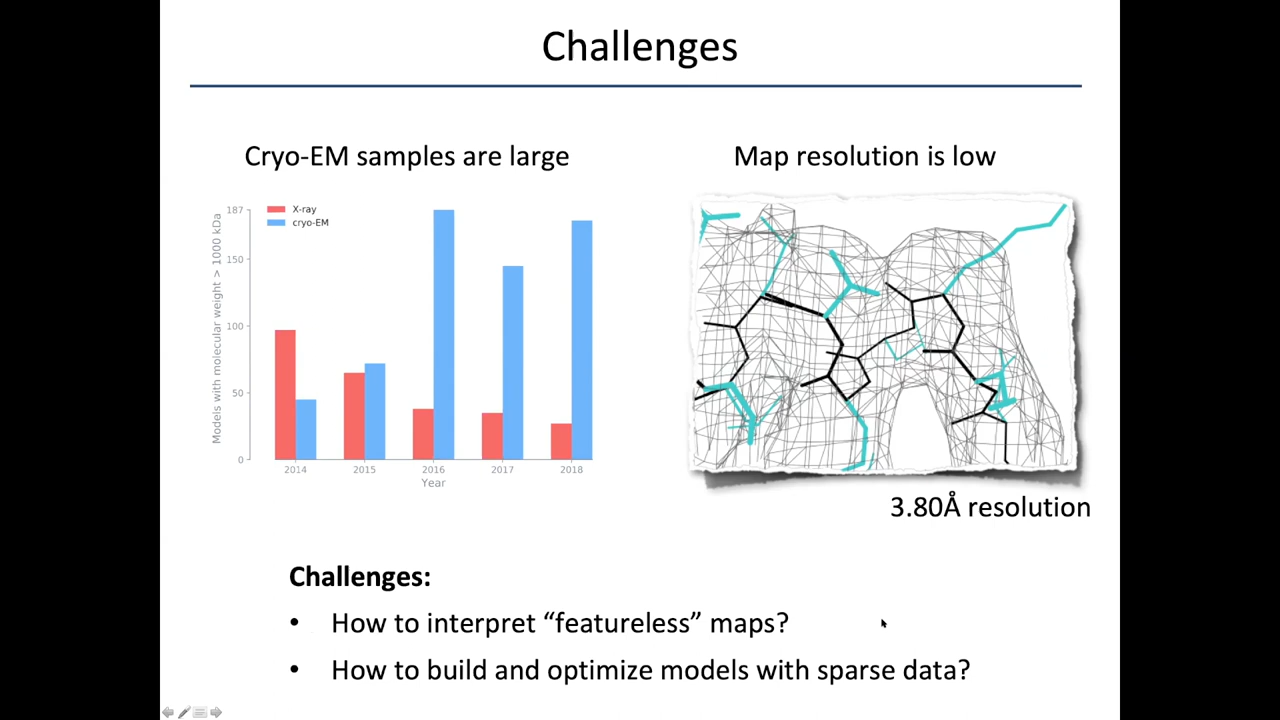 Challenges
Cryo-EM samples are large
Map resolution is low
Models with molecular weight > 1000 kDa
187
150
100
50
0
X-ray
cryo-EM
2014
2015
2016
2017
2018
Year
3.80Å resolution
Challenges:
• How to interpret “featureless” maps?
• How to build and optimize models with sparse data?